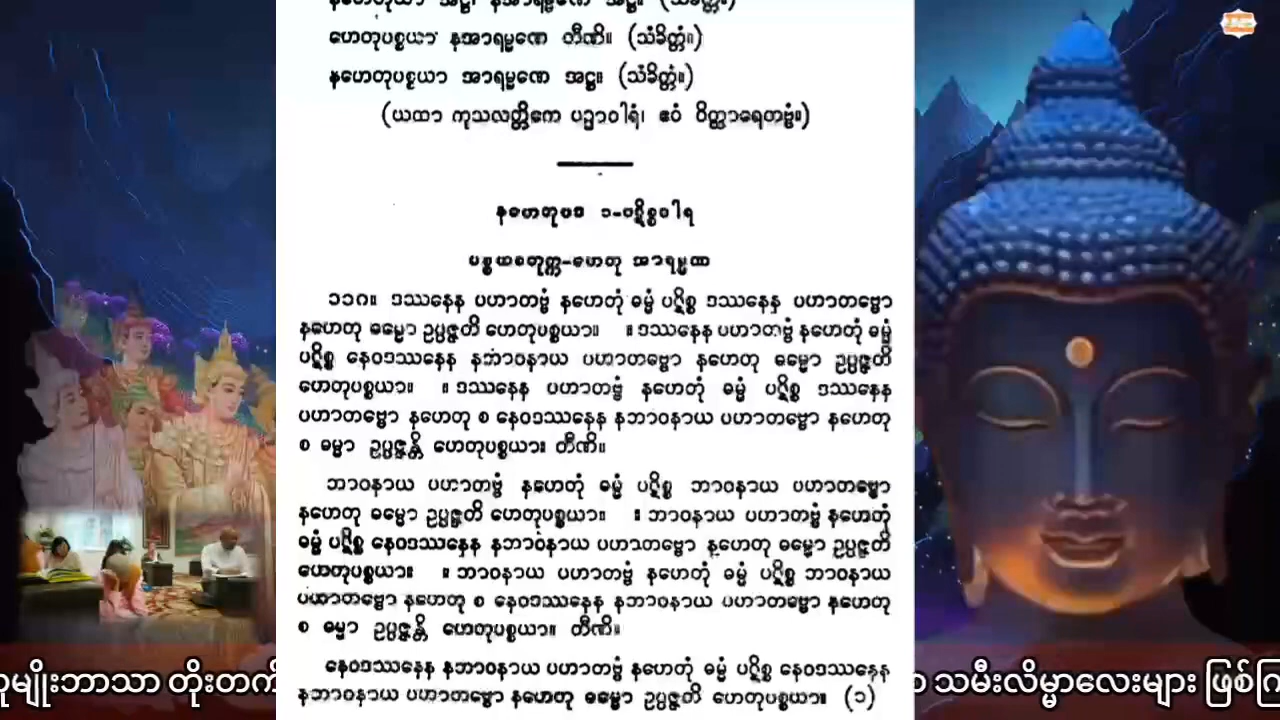 ဟေတုပစ္စယာ နအာရမ္မဏေ တီဏိ။ (သံခိတ္တံ။)
နဟေတုပစ္စယာ အာရမ္မဏေ အဋ္ဌ။ (သံခိတ္တံ။)
(ယထာ ကုသလတ္တိကေ ပဉှာဝါရံ၊ ဧဝံ ဝိတ္ထာရေတဗ္ဗံ။)
နဟေတုပဒ ၁-ပဋိစ္စဝါရ
ပစ္စယစတုက္က-ဟေတု အာရမ္မဏ
၁၁၈။ ဒဿနေန ပဟာတဗ္ဗံ နဟေတုံ ဓမ္မံ ပဋိစ္စ ဒဿနေန ပဟာတဗ္ဗော
နဟေတု ဓမ္မော ဥပ္ပဇ္ဇတိ ဟေတုပစ္စယာ။ ။ ဒဿနေန ပဟာတဗ္ဗံ နဟေတုံ ဓမ္မံ
ပဋိစ္စ နေဝဒဿနေန နဘာဝနာယ ပဟာတဗ္ဗော နဟေတု ဓမ္မော ဥပ္ပဇ္ဇတိ
ဟေတုပစ္စယာ။ ။ ဒဿနေန ပဟာတဗ္ဗံ နဟေတုံ ဓမ္မံ ပဋိစ္စ ဒဿနေန
ပဟာတဗ္ဗော နဟေတု စ နေဝဒဿနေန နဘာဝနာယ ပဟာတဗ္ဗော နဟေတု
စ ဓမ္မာ ဥပ္ပဇ္ဇန္တိ ဟေတုပစ္စယာ။ တီဏိ။
ဘာဝနာယ ပဟာတဗ္ဗံ နဟေတုံ ဓမ္မံ ပဋိစ္စ ဘာဝနာယ ပဟာတဗ္ဗော
နဟေတု ဓမ္မော ဥပ္ပဇ္ဇတိ ဟေတုပစ္စယာ။ ။ ဘာဝနာယ ပဟာတဗ္ဗံ နဟေတုံ
ဓမ္မံ ပဋိစ္စ နေဝဒဿနေန နဘာဝနာယ ပဟာတဗ္ဗော နဟေတု ဓမ္မော ဥပ္ပဇ္ဇတိ
ဟေတုပစ္စယာ။ ။ ဘာဝနာယ ပဟာတဗ္ဗံ နဟေတုံ ဓမ္မံ ပဋိစ္စ ဘာဝနာယ
ပဟာတဗ္ဗော နဟေတု စ နေဝဒဿနေန နဘာဝနာယ ပဟာတဗ္ဗော နဟေတု
စ ဓမ္မာ ဥပ္ပဇ္ဇန္တိ ဟေတုပစ္စယာ။ တီဏိ။
နေဝဒဿနေန နဘာဝနာယ ပဟာတဗ္ဗံ နဟေတုံ ဓမ္မံ ပဋိစ္စ နေဝဒဿနေန
နဘာဝနာယ ပဟာတဗ္ဗော နဟေတု ဓမ္မော ဥပ္ပဇ္ဇတိ ဟေတုပစ္စယာ။ (၁)
လူမျိုးဘာသာ တိုးတက် သမီးလိမ္မာလေးများ ဖြစ်ကြ